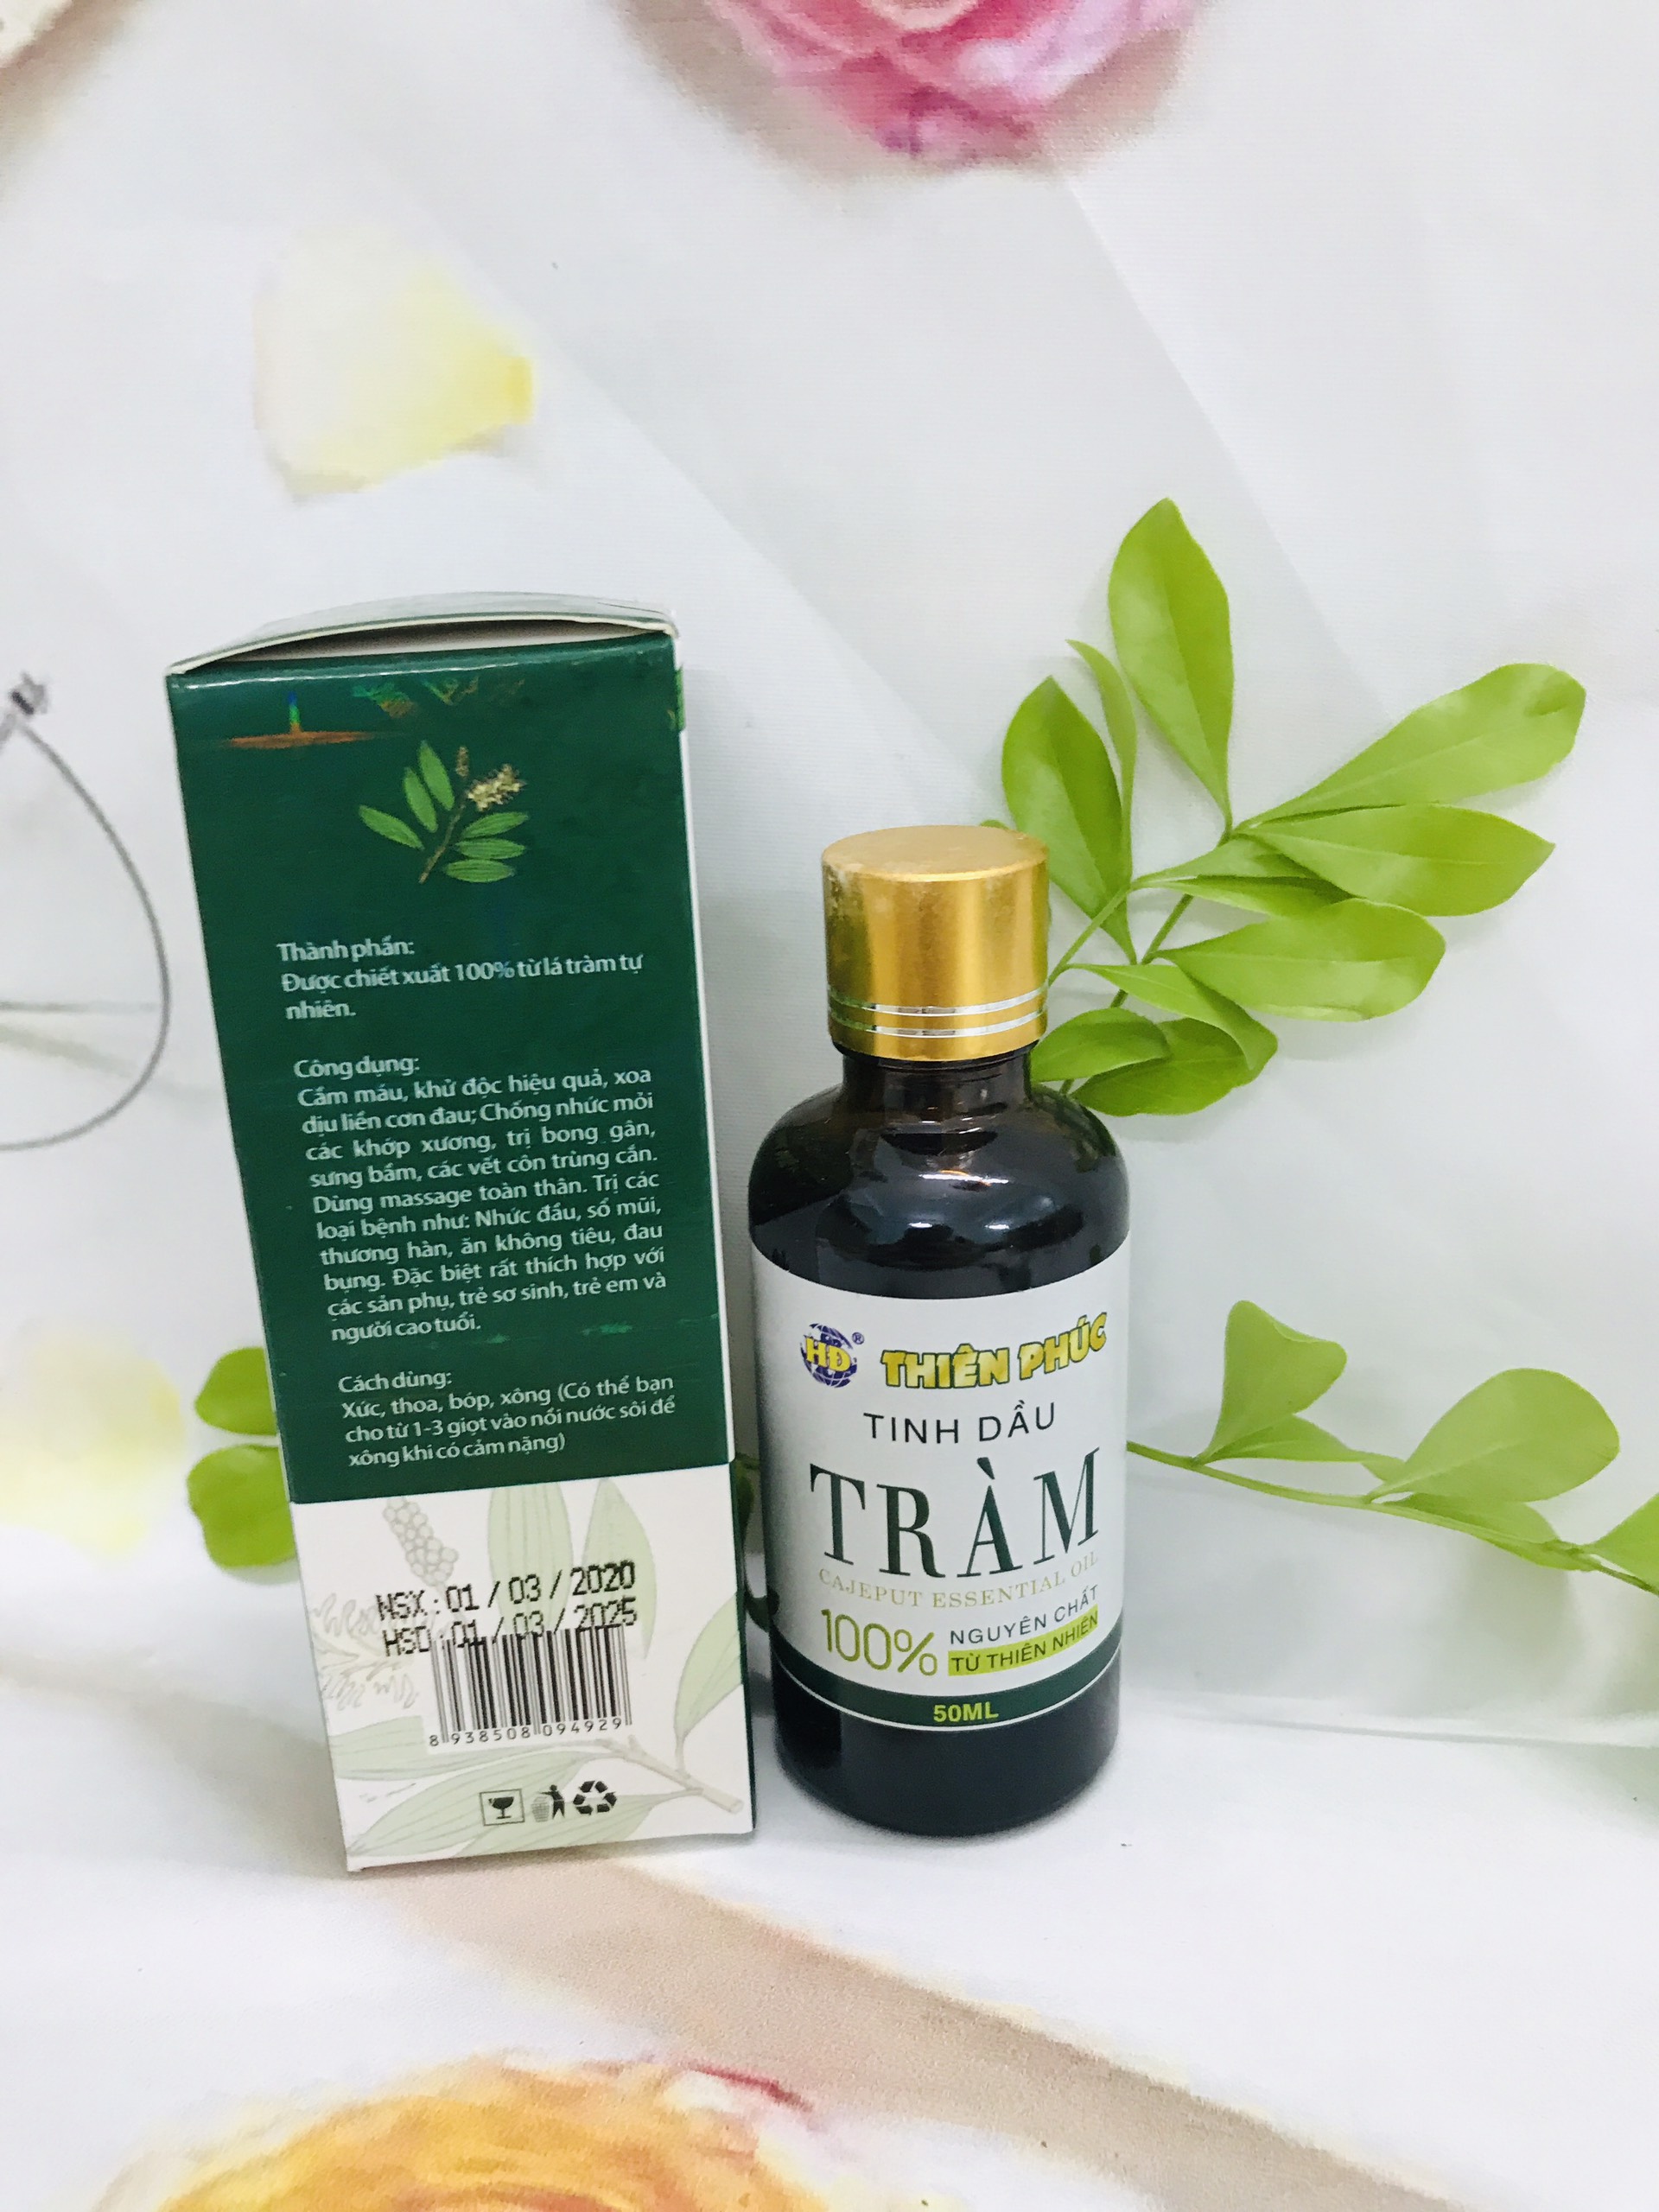 Thành phần:
Được chiết xuất 100% từ lá tràm tự
nhiên.
Công dụng:
Cầm máu, khử độc hiệu quả, xoa
dịu liền cơn đau; Chống nhức mỏi
các khớp xương, trị bong gân,
sưng bầm, các vết côn trùng cắn.
Dùng massage toàn thân. Trị các
loại bệnh như: Nhức đầu, sổ mũi,
thương hàn, ăn không tiêu, đau
bụng. Đặc biệt rất thích hợp với
các sản phụ, trẻ sơ sinh, trẻ em và
người cao tuổi.
Cách dùng:
Xức, thoa, bóp, xông (Có thể bạn
cho từ 1-3 giọt vào nồi nước sôi để
xông khi có cảm nặng)
NSX : 01 / 03 / 2020
HSD : 01 / 03 / 2025
8 938508 094929
HĐ ®
THIÊN PHÚC
TINH DẦU
TRÀM
CAJEPUT ESSENTIAL OIL
100% NGUYÊN CHẤT
TỪ THIÊN NHIÊN
50ML